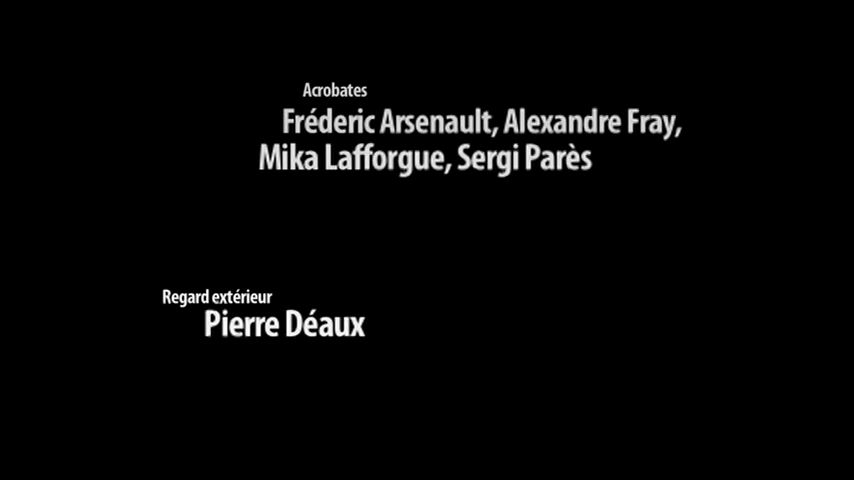 Acrobates
Fréderic Arsenault, Alexandre Fray,
Mika Lafforgue, Sergi Parès
Regard extérieur
Pierre Déaux